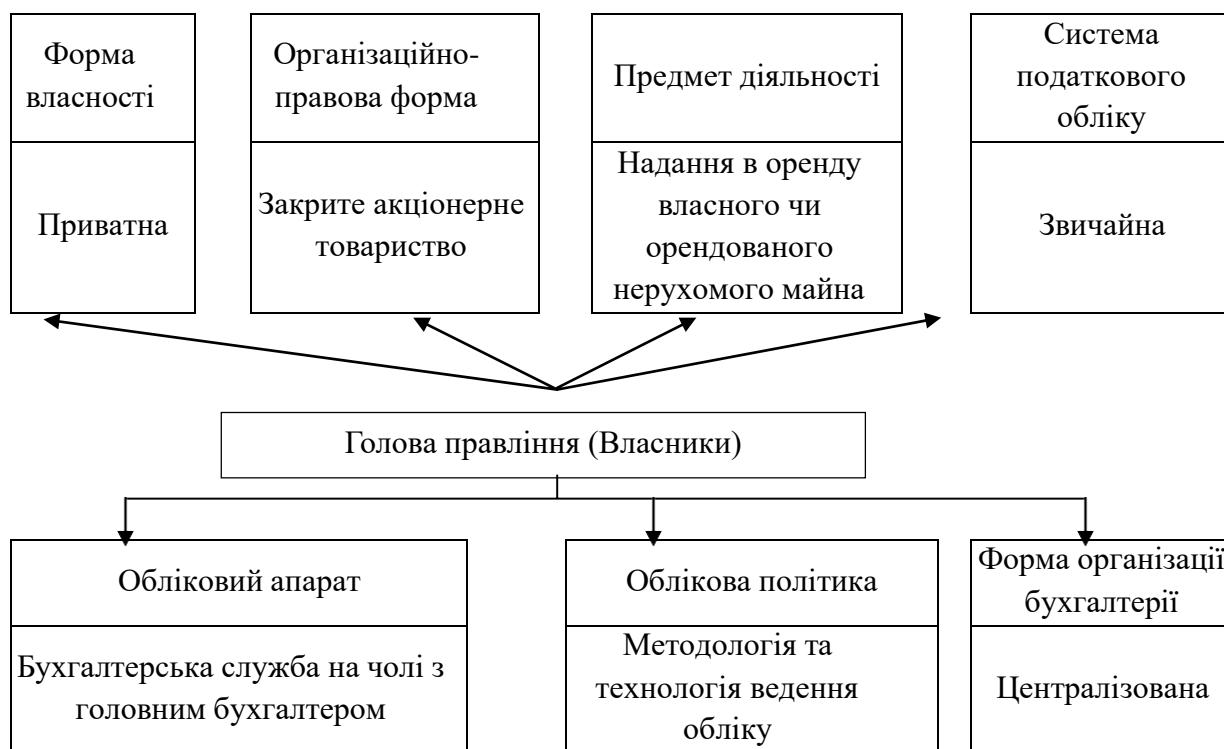 Форма
власності
Приватна
Організаційно-
правова форма
Закрите акціонерне
товариство
Предмет діяльності
Надання в оренду
власного чи
орендованого
нерухомого майна
Система
податкового
обліку
Звичайна
Голова правління (Власники)
Обліковий апарат
Бухгалтерська служба на чолі з
головним бухгалтером
Облікова політика
Методологія та
технологія ведення
обліку
Форма організації
бухгалтерії
Централізована